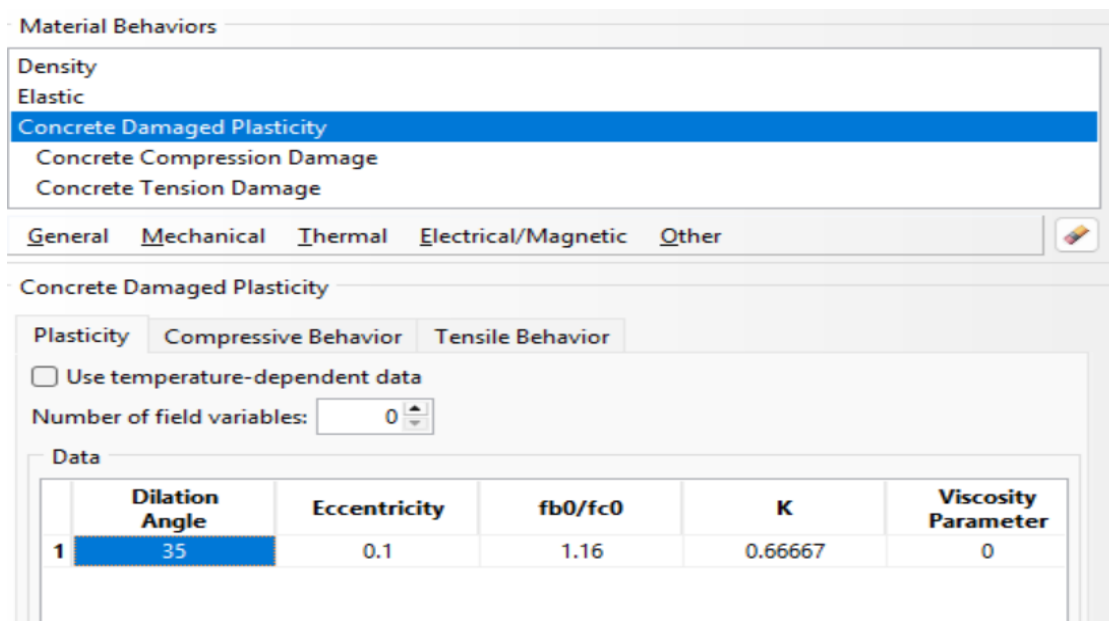 Material Behaviors
Density
Elastic
Concrete Damaged Plasticity
Concrete Compression Damage
Concrete Tension Damage
General Mechanical Thermal Electrical/Magnetic Other
Concrete Damaged Plasticity
Plasticity Compressive Behavior Tensile Behavior
Use temperature-dependent data
Number of field variables: 0
Data
Dilation Angle Eccentricity fb0/fc0 K Viscosity Parameter
1 35 0.1 1.16 0.66667 0